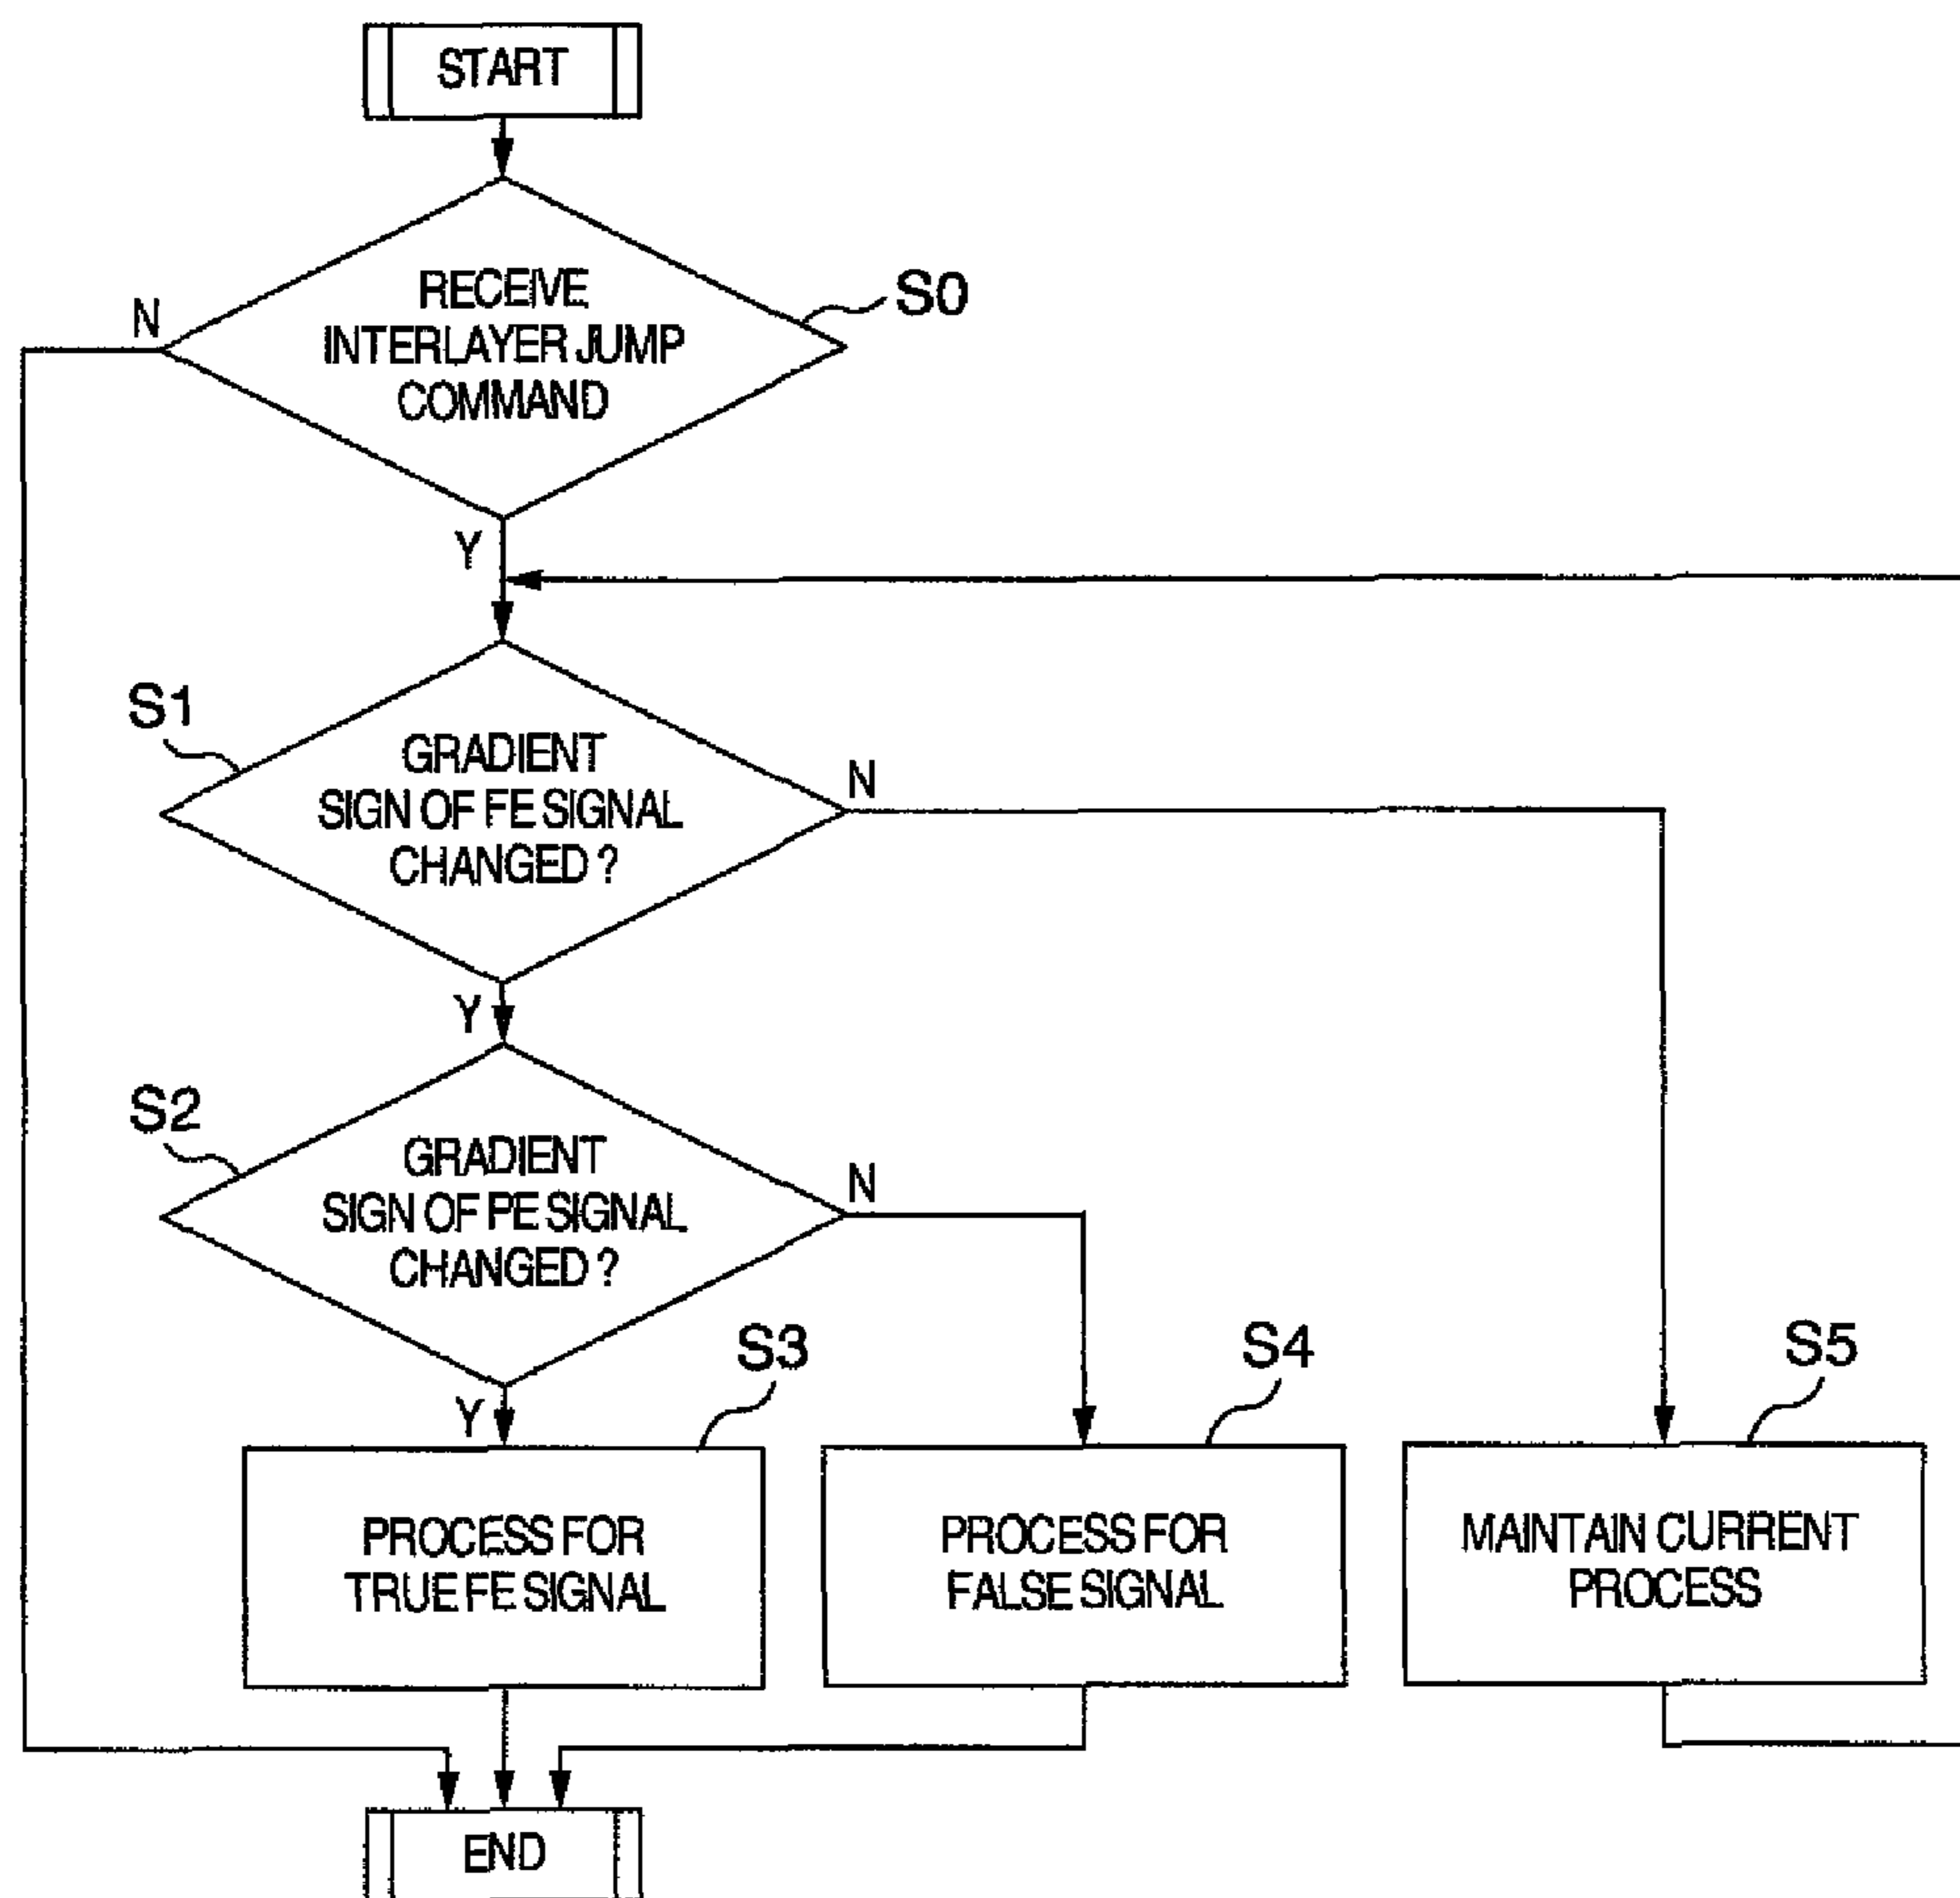 START
RECEIVE
INTERLAYER JUMP
COMMAND
S0
N
Y
S1
GRADIENT
SIGN OF FE SIGNAL
CHANGED ?
N
Y
S2
GRADIENT
SIGN OF PE SIGNAL
CHANGED ?
N
Y
S3
S4
S5
PROCESS FOR
TRUE FE SIGNAL
PROCESS FOR
FALSE SIGNAL
MAINTAIN CURRENT
PROCESS
END